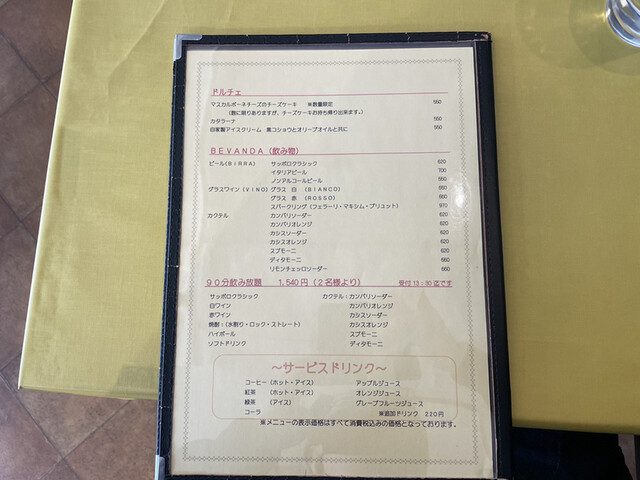 ドルチェ
マスカルポーネチーズのチーズケーキ ※数量限定 550
(数に限りありますが、チーズケーキお持ち帰り出来ます。)
カタラーナ 550
自家製アイスクリーム 黒コショウとオリーブオイルと共に 550
BEVANDA (飲み物)
ビール(BIRRA) サッポロクラシック 620
イタリアビール 700
ノンアルコールビール 550
グラスワイン(VINO) グラス 白 (BIANCO) 660
グラス 赤 (ROSSO) 660
スパークリング (フェラーリ・マキシム・ブリュット) 970
カクテル カンパリソーダー 620
カンパリオレンジ 620
カシスソーダー 620
カシスオレンジ 620
スプモーニ 620
ディタモーニ 660
リモンチェッロソーダー 660
90分飲み放題 1,540円(2名様より) 受付13:30迄です
サッポロクラシック カクテル:カンパリソーダー
白ワイン カンパリオレンジ
赤ワイン カシスソーダー
焼酎:(水割り・ロック・ストレート) カシスオレンジ
ハイボール スプモーニ
ソフトドリンク ディタモーニ
~サービスドリンク~
コーヒー (ホット・アイス) アップルジュース
紅茶 (ホット・アイス) オレンジジュース
緑茶 (アイス) グレープフルーツジュース
コーラ ※追加ドリンク 220円
※メニューの表示価格はすべて消費税込みの価格となっております。